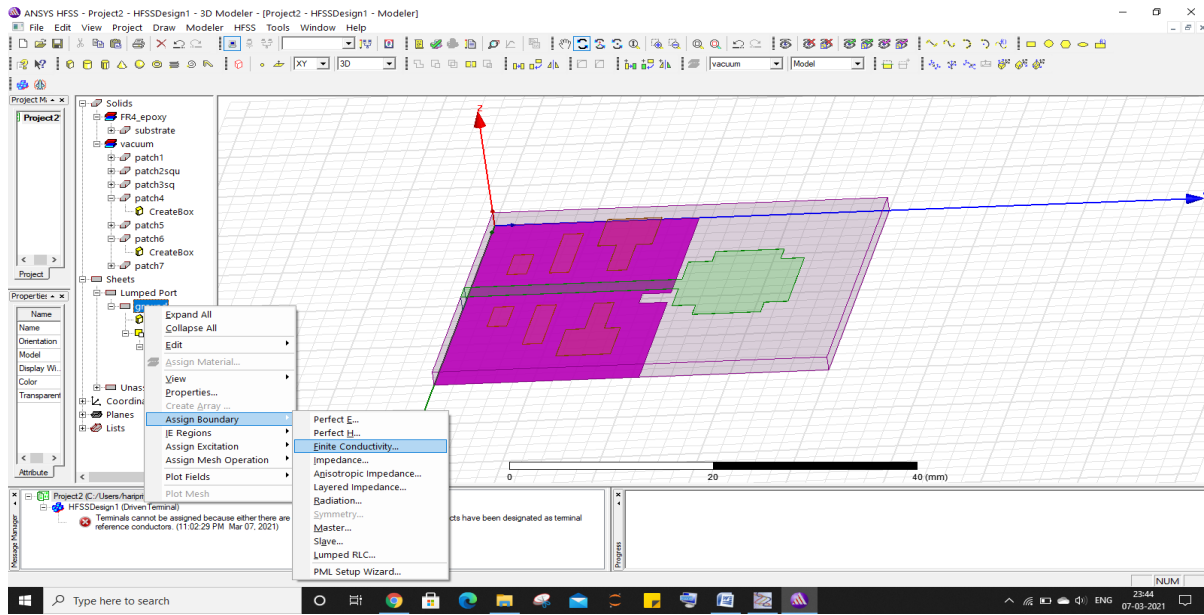 ANSYS HFSS - Project2 - HFSSDesign1 - 3D Modeler - [Project2 - HFSSDesign1 - Modeler]
File Edit View Project Draw Modeler HFSS Tools Window Help
XY 3D vacuum Model
Project M
Project2
Project
Solids
FR4_epoxy
substrate
vacuum
patch1
patch2squ
patch3sq
patch4
CreateBox
patch5
patch6
CreateBox
patch7
Sheets
Lumped Port
Unas
Coordina
Planes
Lists
Properties
Name
Name
Orientation
Model
Display Wi..
Color
Transparent
Attribute
Expand All
Collapse All
Edit
Assign Material...
View
Properties...
Create Array ...
Assign Boundary
IE Regions
Assign Excitation
Assign Mesh Operation
Plot Fields
Plot Mesh
Perfect E...
Perfect H...
Finite Conductivity...
Impedance...
Anisotropic Impedance...
Layered Impedance...
Radiation...
Symmetry...
Master...
Slave...
Lumped RLC...
PML Setup Wizard...
Z
0 20 40 (mm)
Message Manager
Project2 (C:/Users/haripri
HFSSDesign1 (DrivenTerminal)
Terminals cannot be assigned because either there are cts have been designated as terminal
reference conductors. (11:02:29 PM Mar 07, 2021)
Progress
NUM
Type here to search
ENG
23:44
07-03-2021